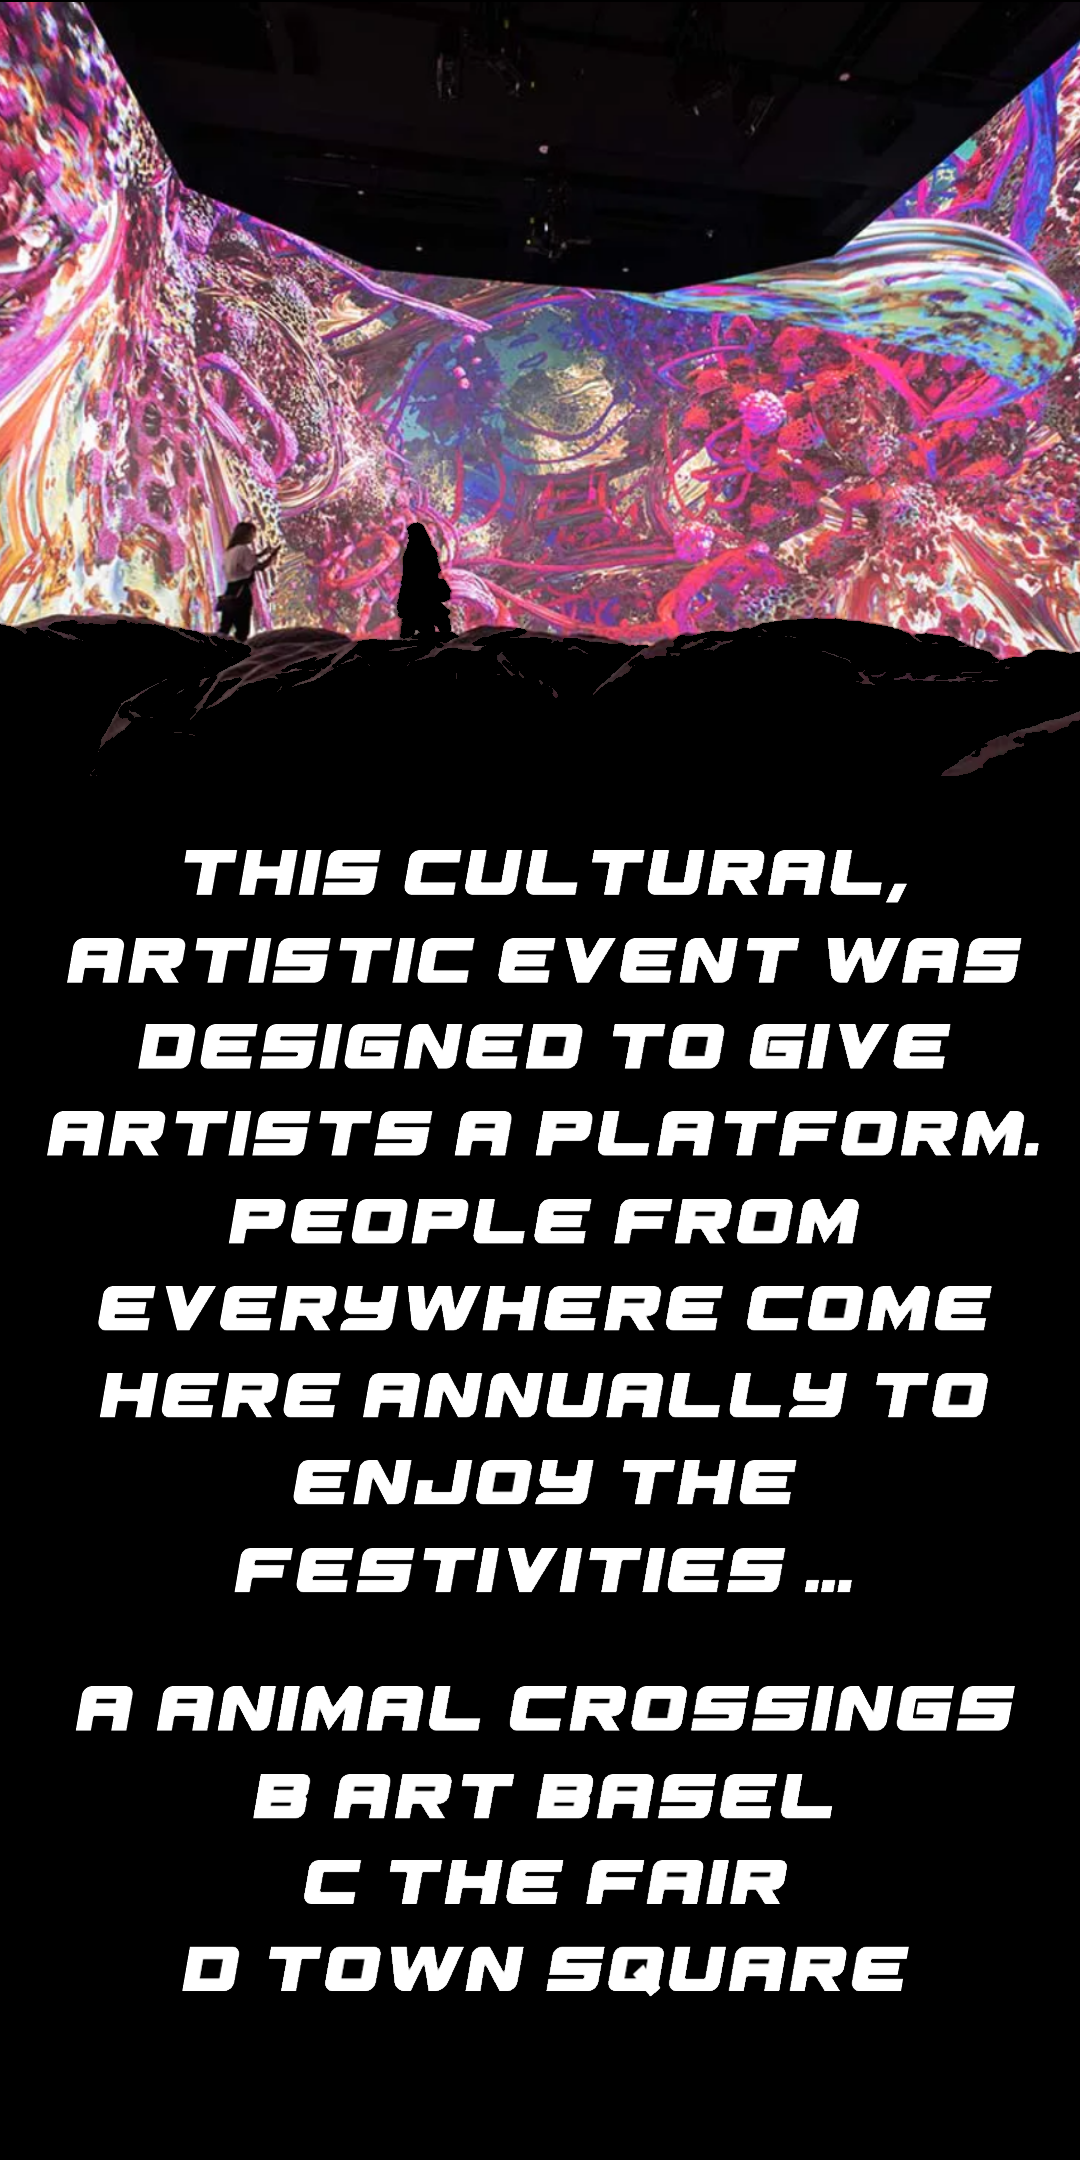 THIS CULTURAL,
ARTISTIC EVENT WAS
DESIGNED TO GIVE
ARTISTS A PLATFORM.
PEOPLE FROM
EVERYWHERE COME
HERE ANNUALLY TO
ENJOY THE
FESTIVITIES ...
A ANIMAL CROSSINGS
B ART BASEL
C THE FAIR
D TOWN SQUARE